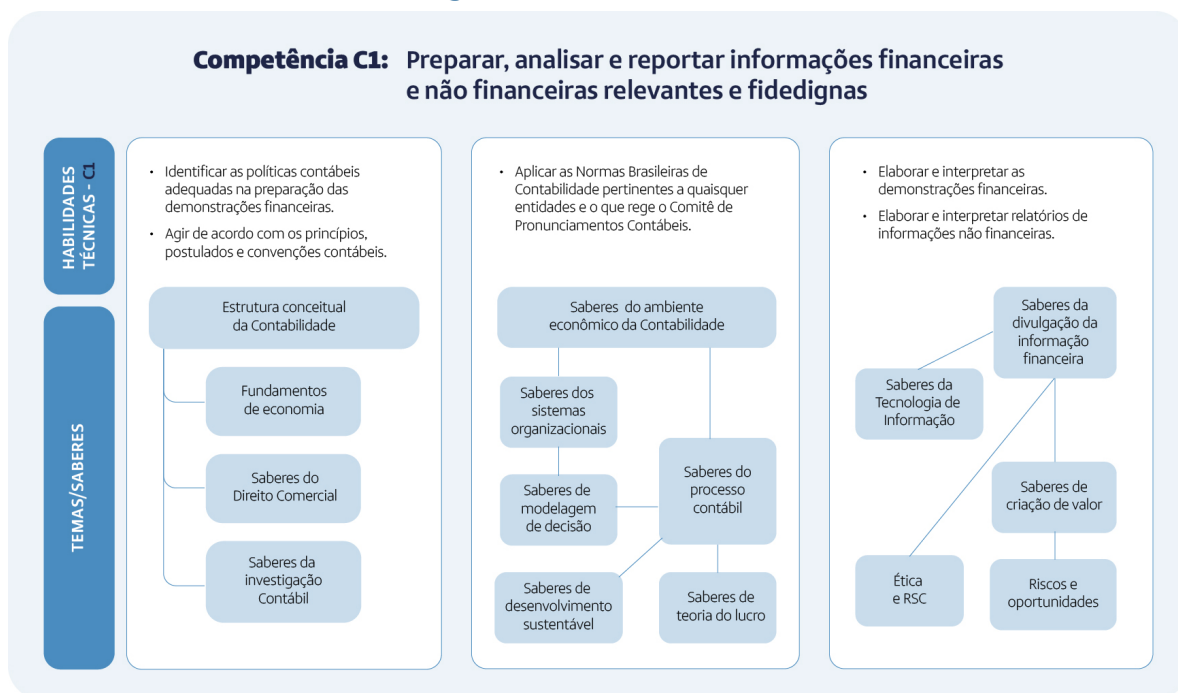 Competência C1: Preparar, analisar e reportar informações financeiras
e não financeiras relevantes e fidedignas
HABILIDADES
TÉCNICAS - C1
• Identificar as políticas contábeis
adequadas na preparação das
demonstrações financeiras.
• Agir de acordo com os princípios,
postulados e convenções contábeis.
• Aplicar as Normas Brasileiras de
Contabilidade pertinentes a quaisquer
entidades e o que rege o Comitê de
Pronunciamentos Contábeis.
• Elaborar e interpretar as
demonstrações financeiras.
• Elaborar e interpretar relatórios de
informações não financeiras.
TEMAS/SABERES
Estrutura conceitual
da Contabilidade
Fundamentos
de economia
Saberes do
Direito Comercial
Saberes da
investigação
Contábil
Saberes do ambiente
econômico da Contabilidade
Saberes dos
sistemas
organizacionais
Saberes de
modelagem
de decisão
Saberes do
processo
contábil
Saberes de
desenvolvimento
sustentável
Saberes de
teoria do lucro
Saberes da
divulgação da
informação
financeira
Saberes da
Tecnologia de
Informação
Saberes de
criação de valor
Ética
e RSC
Riscos e
oportunidades